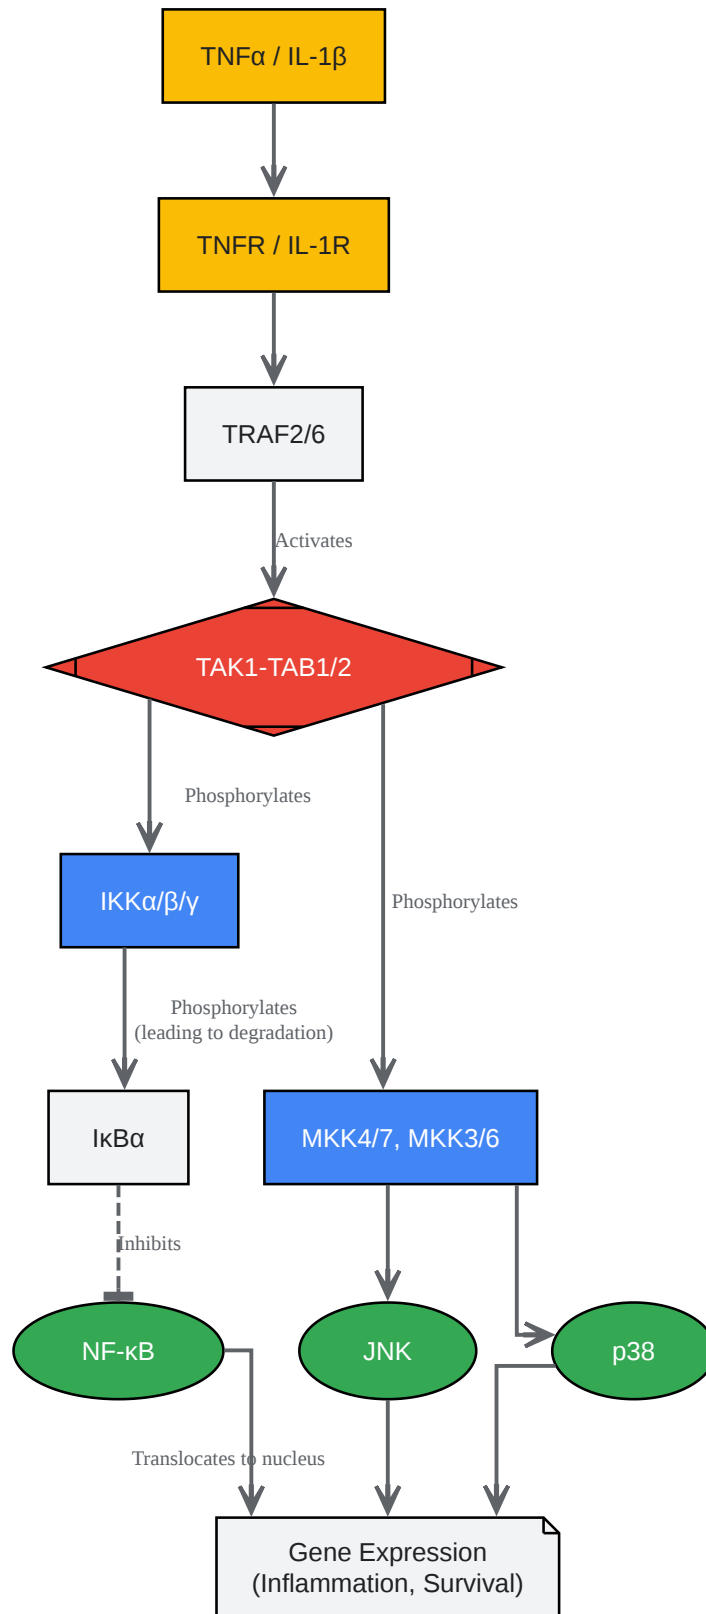 TNFα / IL-1β
TNFR / IL-1R
TRAF2/6
Activates
TAK1-TAB1/2
Phosphorylates
IKKα/β/γ
Phosphorylates
Phosphorylates
(leading to degradation)
IκBα
MKK4/7, MKK3/6
Inhibits
NF-κB
JNK
p38
Translocates to nucleus
Gene Expression
(Inflammation, Survival)